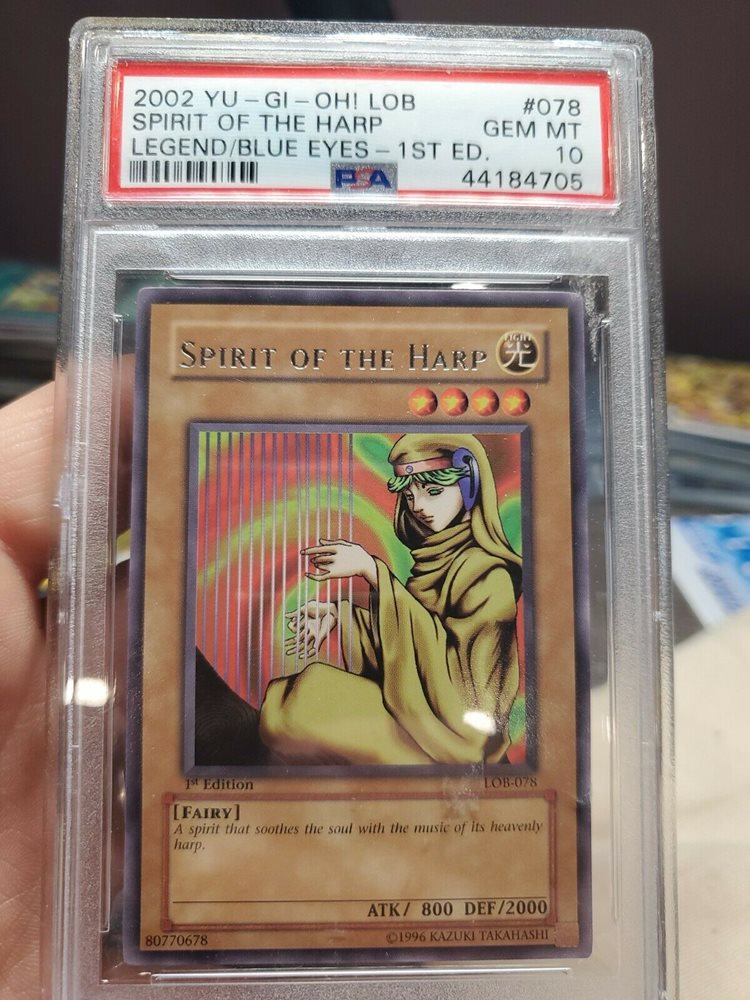 2002 YU-GI-OH! LOB #078
SPIRIT OF THE HARP GEM MT
LEGEND/BLUE EYES-1ST ED. 10
PSA 44184705
SPIRIT OF THE HARP
LIGHT
光
1st Edition LOB-078
[FAIRY]
A spirit that soothes the soul with the music of its heavenly
harp.
ATK/ 800 DEF/2000
80770678 ©1996 KAZUKI TAKAHASHI